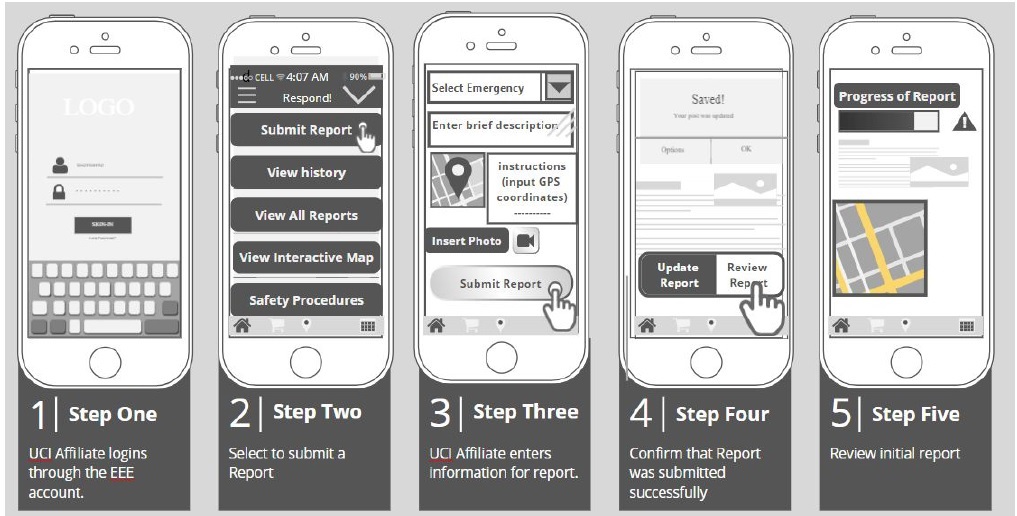 LOGO
SIGN-IN
1 Step One
UCI Affiliate logins
through the EEE
account.
CELL 4:07 AM 90%
Respond!
Submit Report
View history
View All Reports
View Interactive Map
Safety Procedures
2 Step Two
Select to submit a
Report
Select Emergency
Enter brief description
instructions
(input GPS
coordinates)
----------
Insert Photo
Submit Report
3 Step Three
UCI Affiliate enters
information for report.
Saved!
Your post was updated
Options OK
Update
Report
Review
Report
4 Step Four
Confirm that Report
was submitted
successfully
Progress of Report
5 Step Five
Review initial report